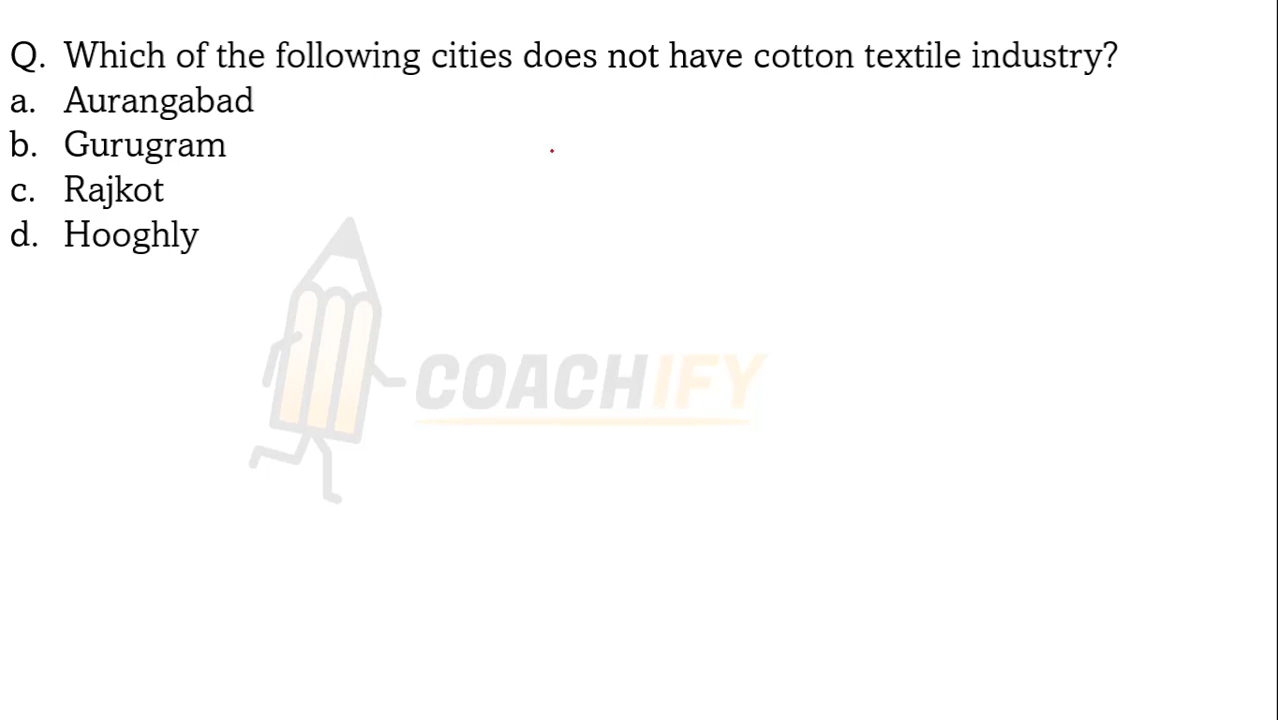 Q. Which of the following cities does not have cotton textile industry?
a. Aurangabad
b. Gurugram
c. Rajkot
d. Hooghly
COACHIFY